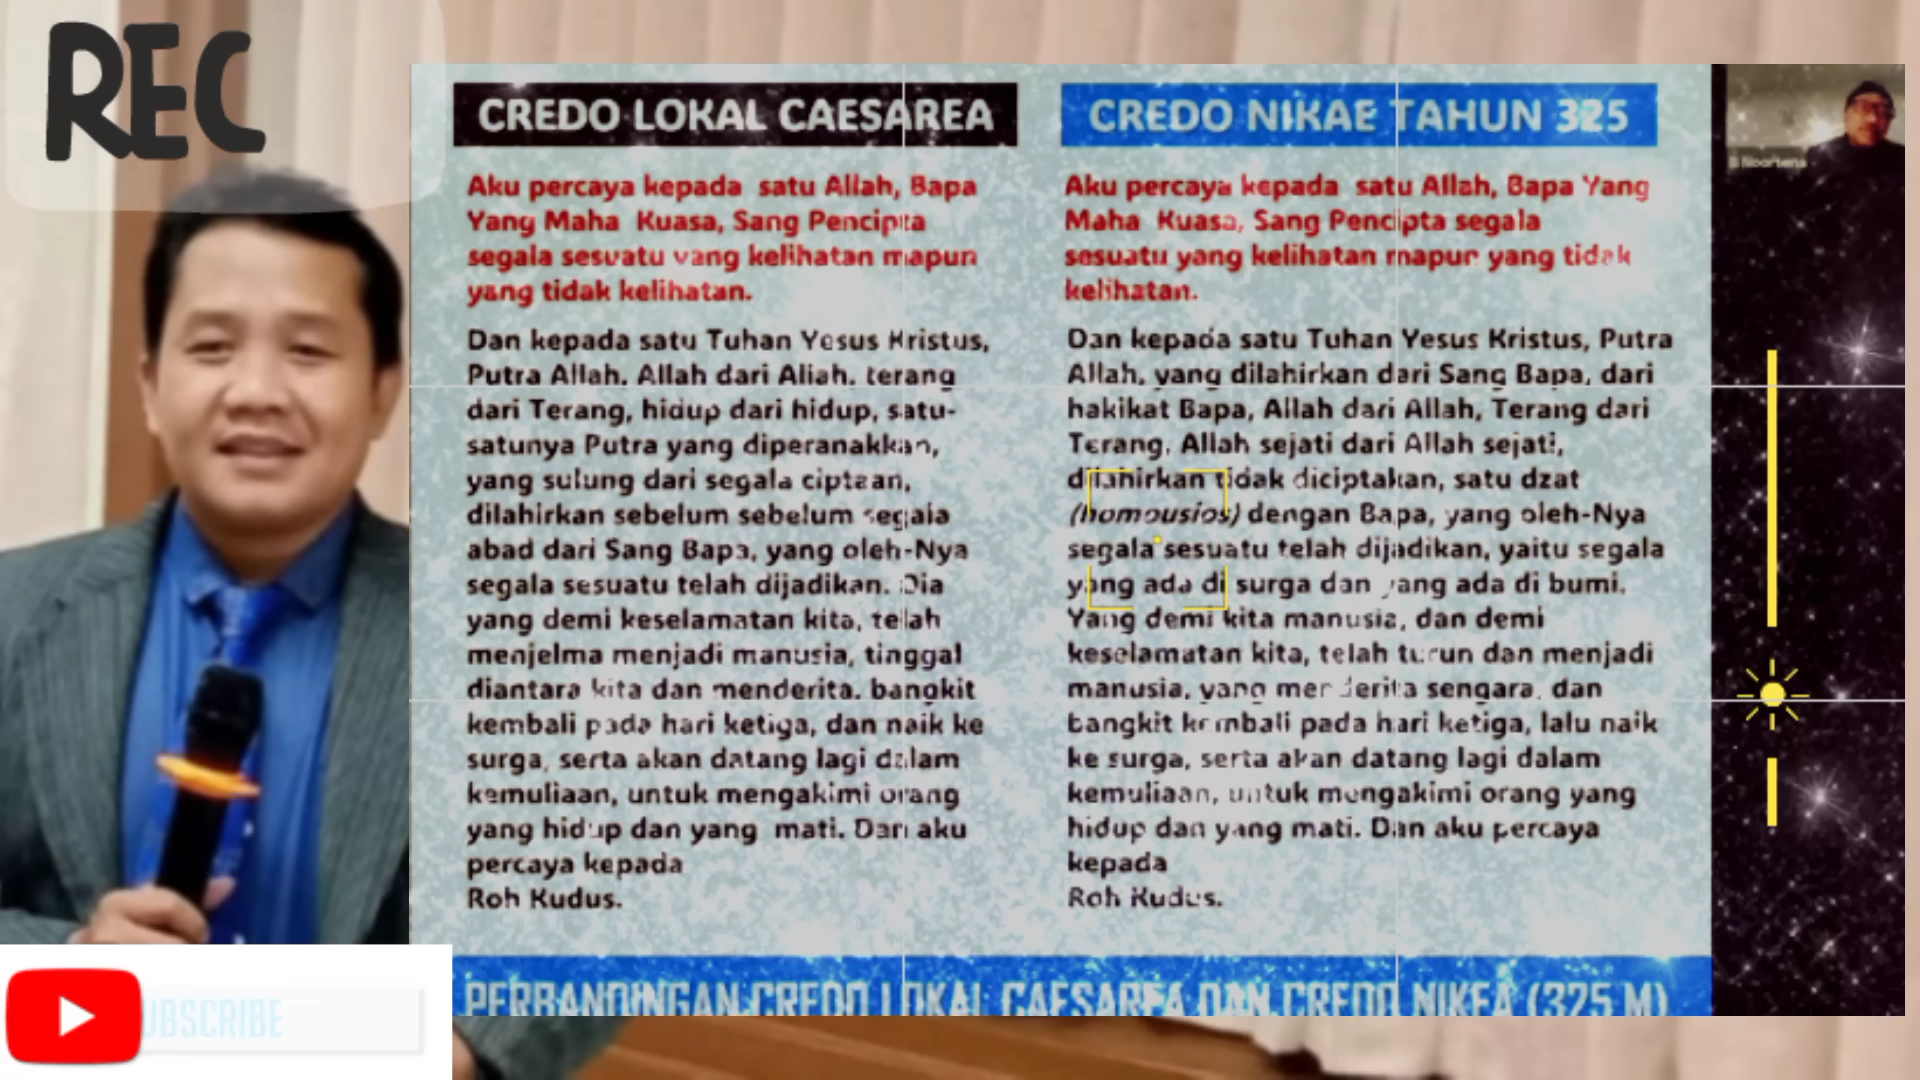 REC
CREDO LOKAL CAESAREA
Aku percaya kepada satu Allah, Bapa
Yang Maha Kuasa, Sang Pencipta
segala sesuatu yang kelihatan mapun
yang tidak kelihatan.
Dan kepada satu Tuhan Yesus Kristus,
Putra Allah. Allah dari Allah. terang
dari Terang, hidup dari hidup, satu-
satunya Putra yang diperanakkan,
yang sulung dari segala ciptaan,
dilahirkan sebelum sebelum segala
abad dari Sang Bapa, yang oleh-Nya
segala sesuatu telah dijadikan. Dia
yang demi keselamatan kita, telah
menjelma menjadi manusia, tinggal
diantara kita dan menderita. bangkit
kembali pada hari ketiga, dan naik ke
surga, serta akan datang lagi dalam
kemuliaan, untuk mengakimi orang
yang hidup dan yang mati. Dan aku
percaya kepada
Roh Kudus.
CREDO NIKAE TAHUN 325
Aku percaya kepada satu Allah, Bapa Yang
Maha Kuasa, Sang Pencipta segala
sesuatu yang kelihatan mapun yang tidak
kelihatan.
Dan kepada satu Tuhan Yesus Kristus, Putra
Allah, yang dilahirkan dari Sang Bapa, dari
hakikat Bapa, Allah dari Allah, Terang dari
Terang, Allah sejati dari Allah sejati,
dilahirkan tidak diciptakan, satu dzat
(homousios) dengan Bapa, yang oleh-Nya
segala sesuatu telah dijadikan, yaitu segala
yang ada di surga dan yang ada di bumi.
Yang demi kita manusia, dan demi
keselamatan kita, telah turun dan menjadi
manusia, yang menderita sengara, dan
bangkit kembali pada hari ketiga, lalu naik
ke surga, serta akan datang lagi dalam
kemuliaan, untuk mengakimi orang yang
hidup dan yang mati. Dan aku percaya
kepada
Roh Kudus.
PERBANDINGAN CREDO LOKAL CAESAREA DAN CREDO NIKEA (325 M)
UBSCRIBE